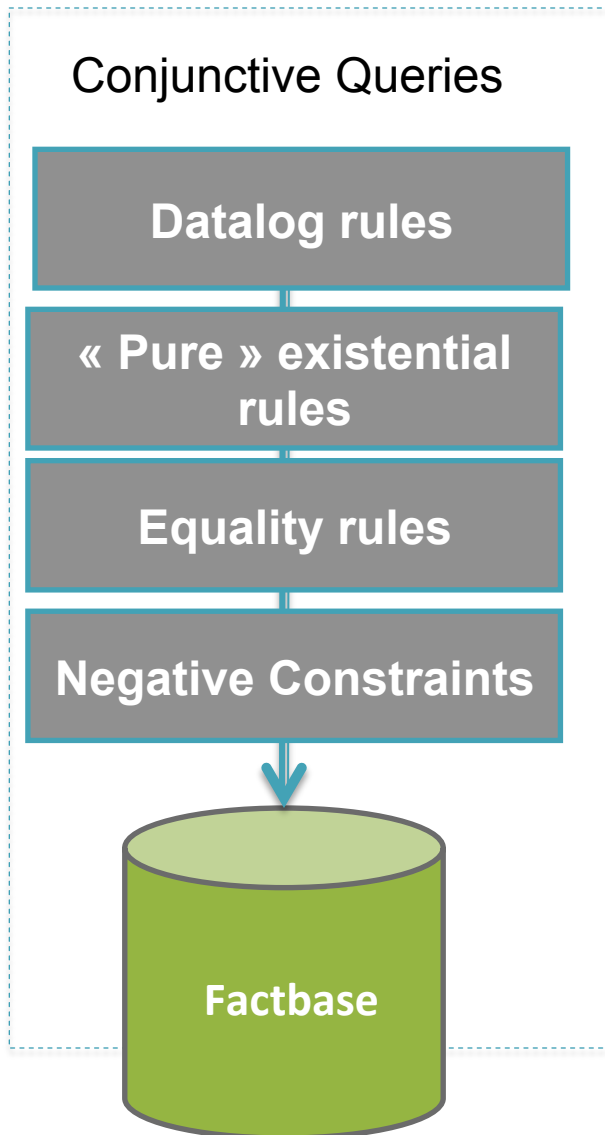 Conjunctive Queries
Datalog rules
« Pure » existential
rules
Equality rules
Negative Constraints
Factbase